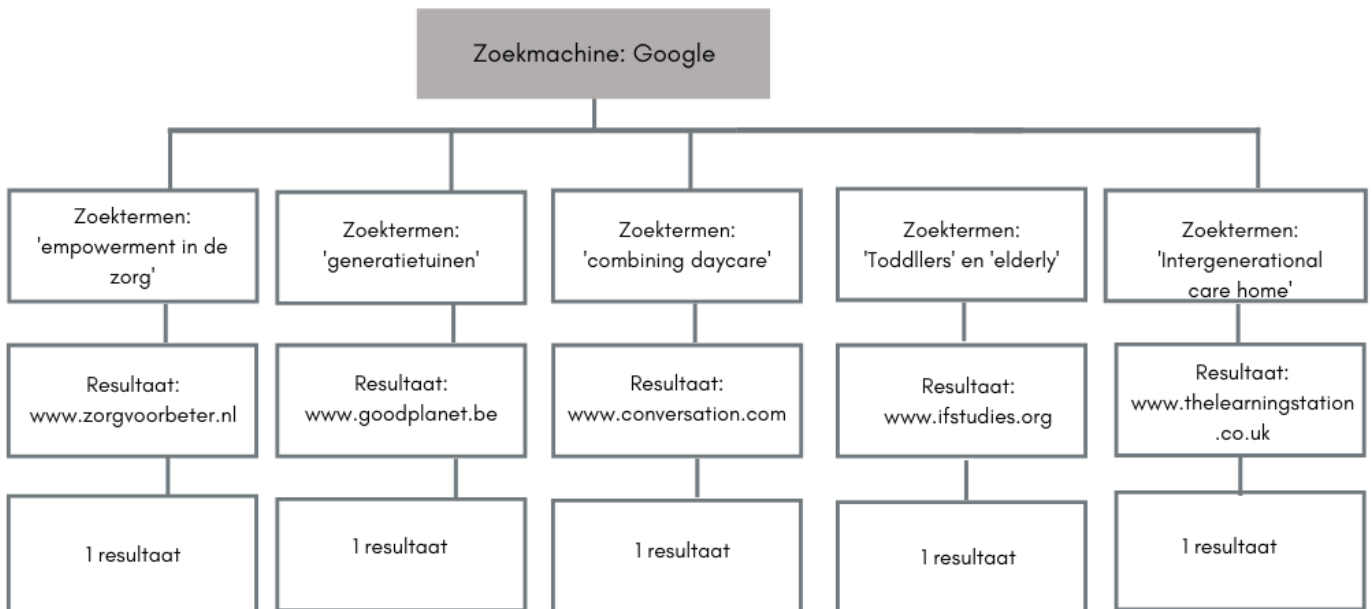 Zoekmachine: Google
Zoektermen:
'empowerment in de
zorg'
Zoektermen:
'generatietuinen'
Zoektermen:
'combining daycare'
Zoektermen:
'Toddllers' en 'elderly'
Zoektermen:
'Intergenerational
care home'
Resultaat:
www.zorgvoorbeter.nl
Resultaat:
www.goodplanet.be
Resultaat:
www.conversation.com
Resultaat:
www.ifstudies.org
Resultaat:
www.thelearningstation
.co.uk
1 resultaat
1 resultaat
1 resultaat
1 resultaat
1 resultaat